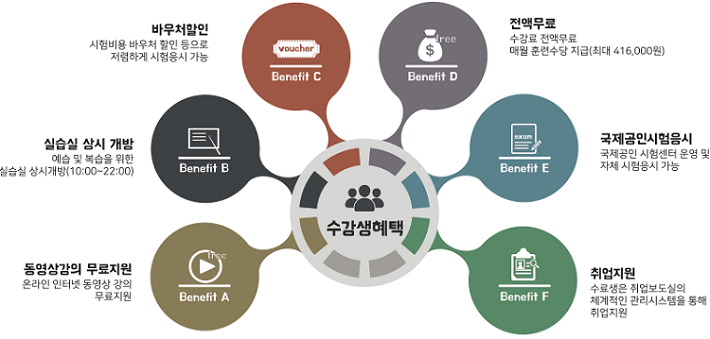 바우처할인
시험비용 바우처 할인 등으로
저렴하게 시험응시 가능
voucher
Benefit C
free
$
Benefit D
전액무료
수강료 전액무료
매월 훈련수당 지급(최대 416,000원)
실습실 상시 개방
예습 및 복습을 위한
실습실 상시개방(10:00~22:00)
Benefit B
exam
Benefit E
국제공인시험응시
국제공인 시험센터 운영 및
자체 시험응시 가능
수강생혜택
동영상강의 무료지원
온라인 인터넷 동영상 강의
무료지원
free
Benefit A
Benefit F
취업지원
수료생은 취업보도실의
체계적인 관리시스템을 통해
취업지원